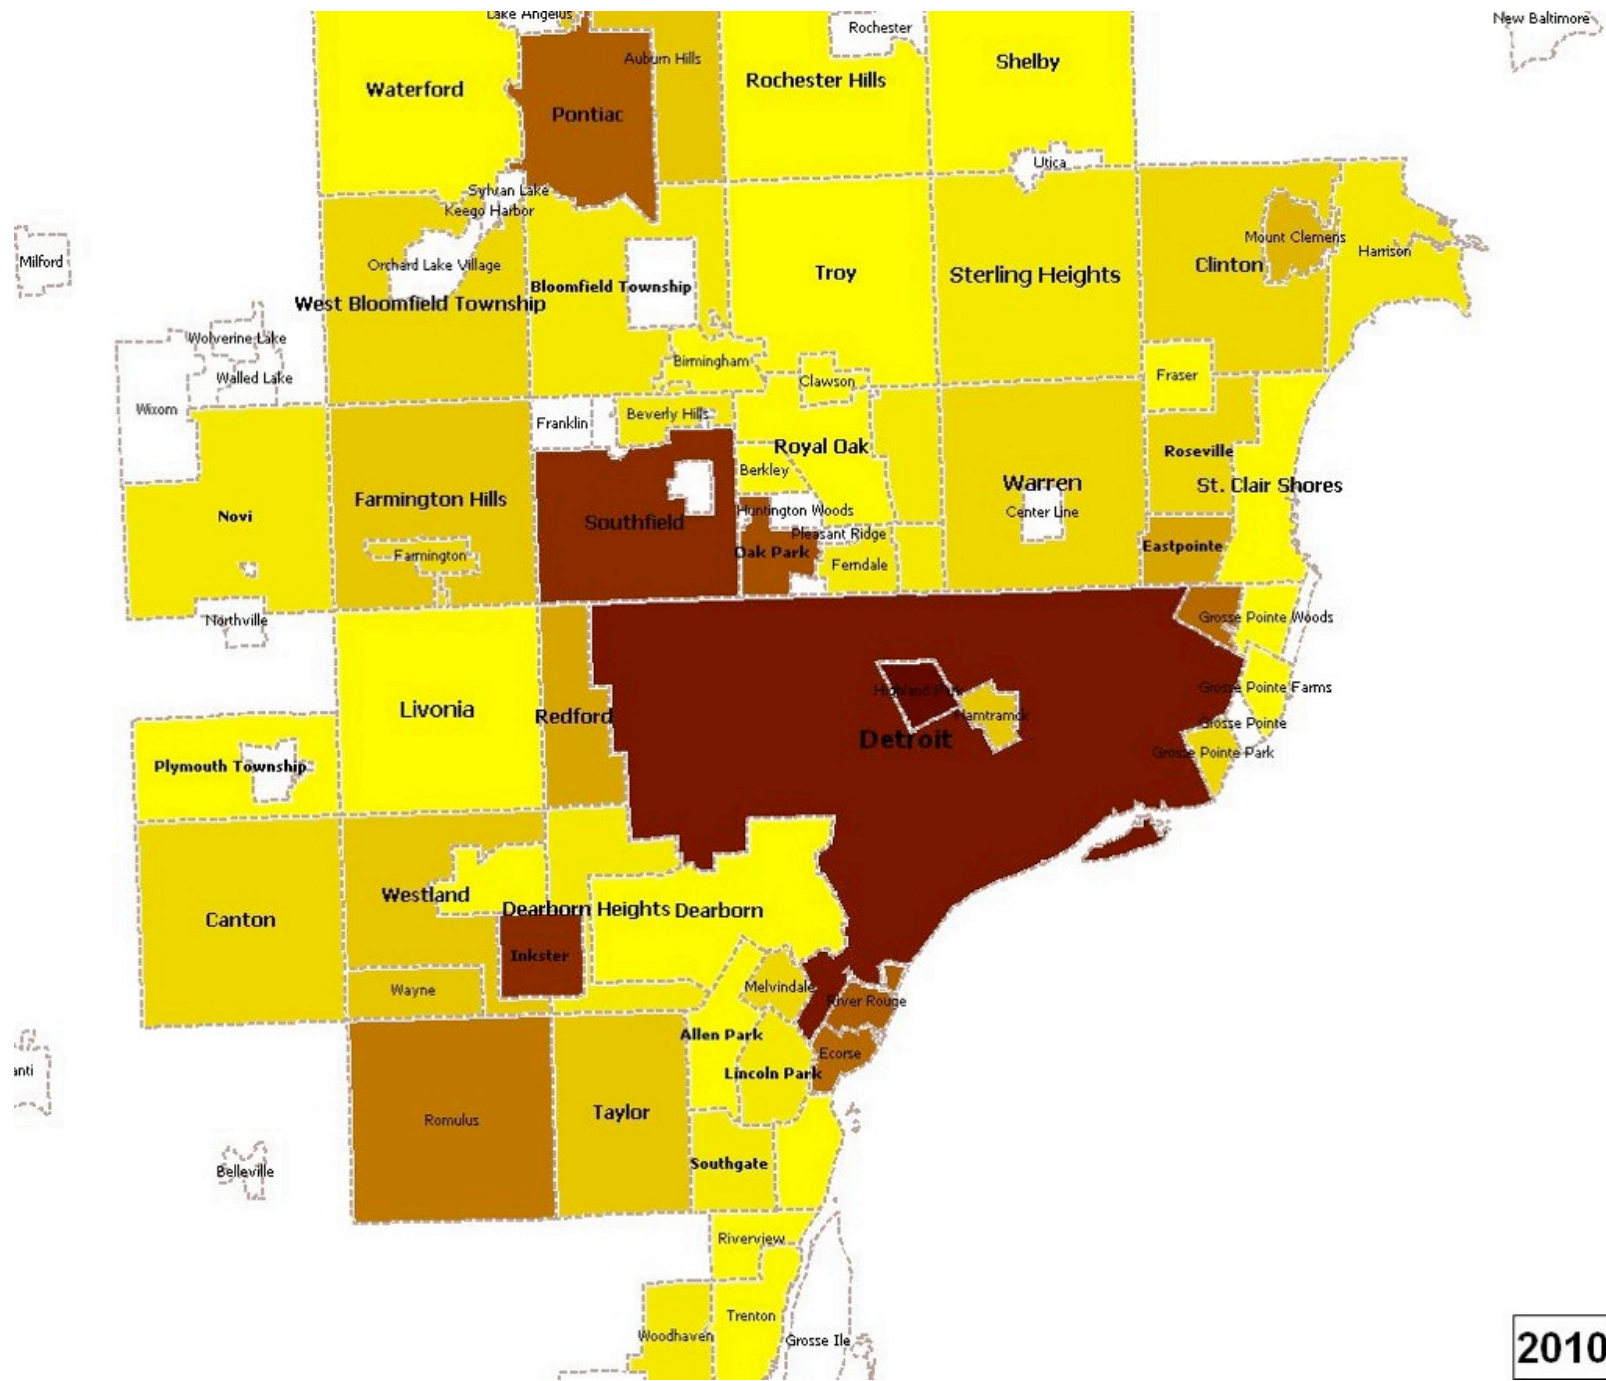 Lake Angelus
Rochester
New Baltimore
Auburn Hills
Shelby
Waterford
Rochester Hills
Pontiac
Utica
Sylvan Lake
Keego Harbor
Mount Clemens
Harrison
Milford
Orchard Lake Village
Clinton
Troy
Sterling Heights
Bloomfield Township
West Bloomfield Township
Wolverine Lake
Birmingham
Walled Lake
Clawson
Fraser
Wixom
Beverly Hills
Franklin
Royal Oak
Roseville
Berkley
Warren
St. Clair Shores
Farmington Hills
Huntington Woods
Center Line
Novi
Southfield
Pleasant Ridge
Oak Park
Eastpointe
Farmington
Ferndale
Northville
Grosse Pointe Woods
Highland Park
Grosse Pointe Farms
Livonia
Redford
Hamtramck
Grosse Pointe
Detroit
Grosse Pointe Park
Plymouth Township
Westland
Dearborn Heights
Dearborn
Canton
Inkster
Melvindale
Wayne
River Rouge
Allen Park
Ecorse
anti
Lincoln Park
Taylor
Romulus
Southgate
Belleville
Riverview
Trenton
Woodhaven
Grosse Ile
2010